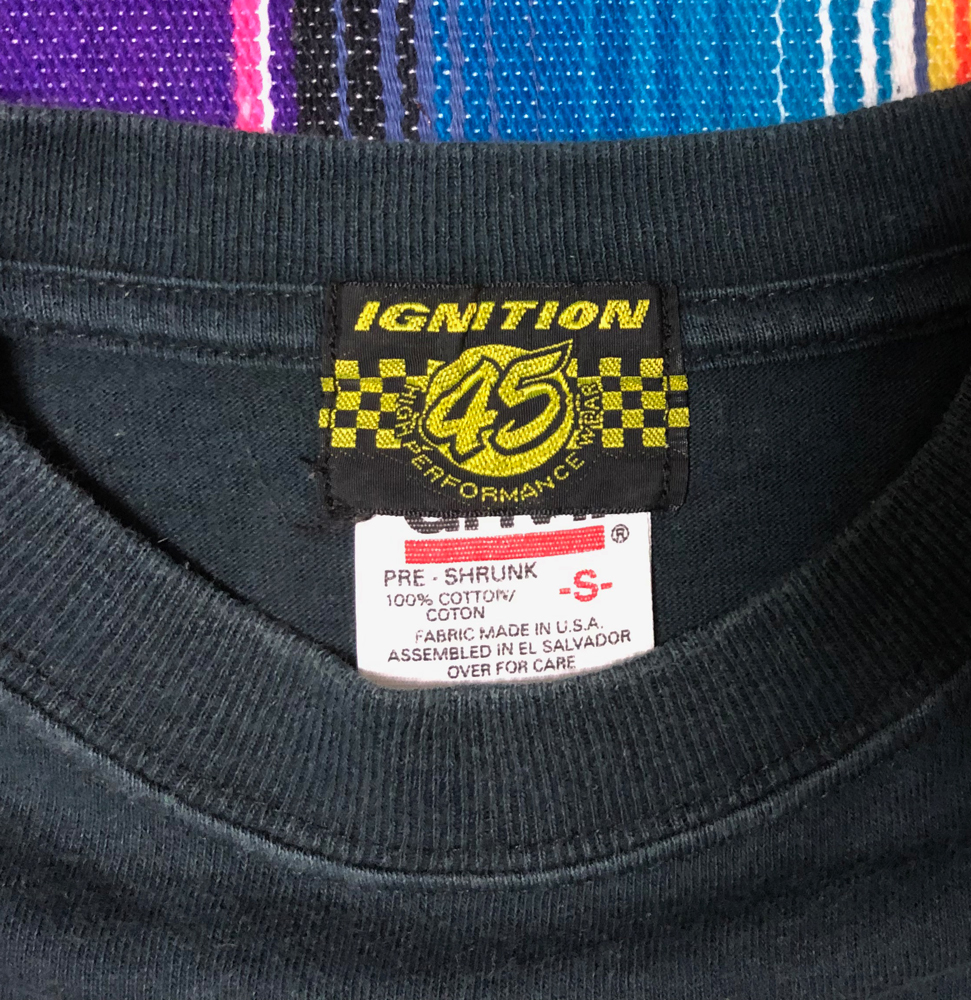 IGNITION
45
HIGH PERFORMANCE WEAR
®
PRE - SHRUNK
-S-
100% COTTON/
COTON
FABRIC MADE IN U.S.A.
ASSEMBLED IN EL SALVADOR
OVER FOR CARE